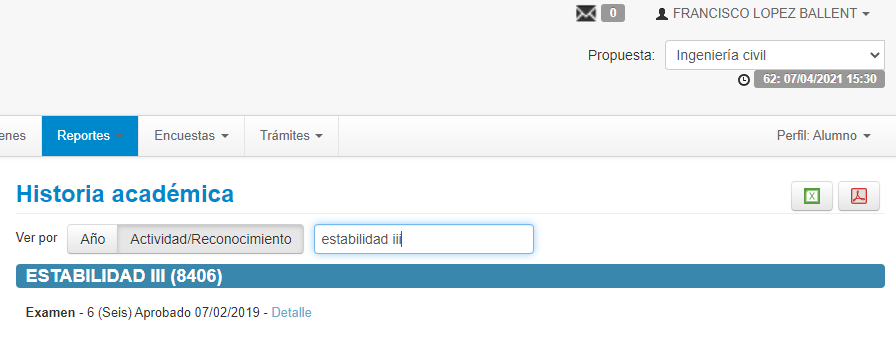 0 FRANCISCO LOPEZ BALLENT
Propuesta: Ingeniería civil
62: 07/04/2021 15:30
enes Reportes Encuestas Trámites Perfil: Alumno
Historia académica
Ver por Año Actividad/Reconocimiento estabilidad iii
ESTABILIDAD III (8406)
Examen - 6 (Seis) Aprobado 07/02/2019 - Detalle